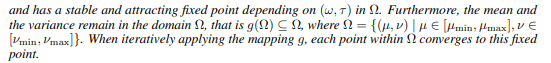 and has a stable and attracting fixed point depending on (ω, τ) in Ω. Furthermore, the mean and
the variance remain in the domain Ω, that is g(Ω) ⊆ Ω, where Ω = {(μ, ν) | μ ∈ [μmin, μmax], ν ∈
[νmin, νmax]}. When iteratively applying the mapping g, each point within Ω converges to this fixed
point.